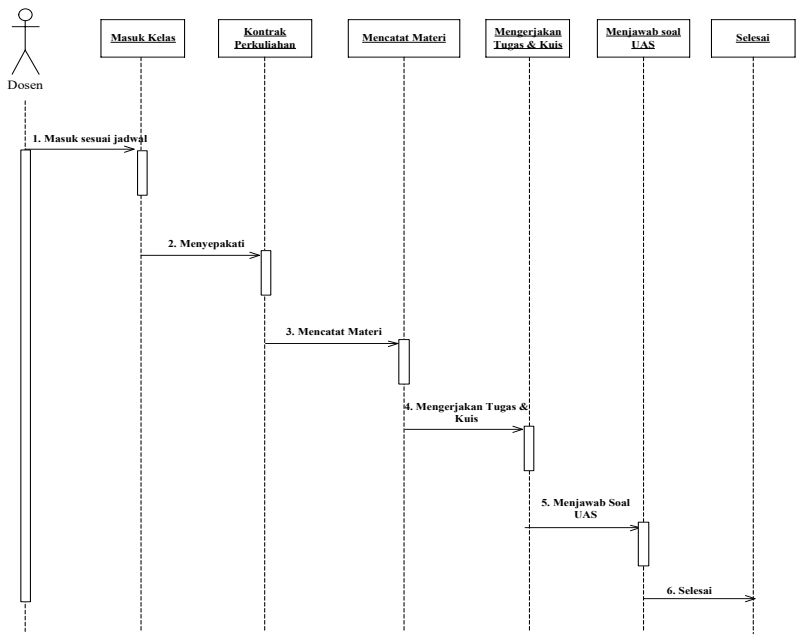 Dosen
Masuk Kelas
Kontrak
Perkuliahan
Mencatat Materi
Mengerjakan
Tugas & Kuis
Menjawab soal
UAS
Selesai
1. Masuk sesuai jadwal
2. Menyepakati
3. Mencatat Materi
4. Mengerjakan Tugas &
Kuis
5. Menjawab Soal
UAS
6. Selesai